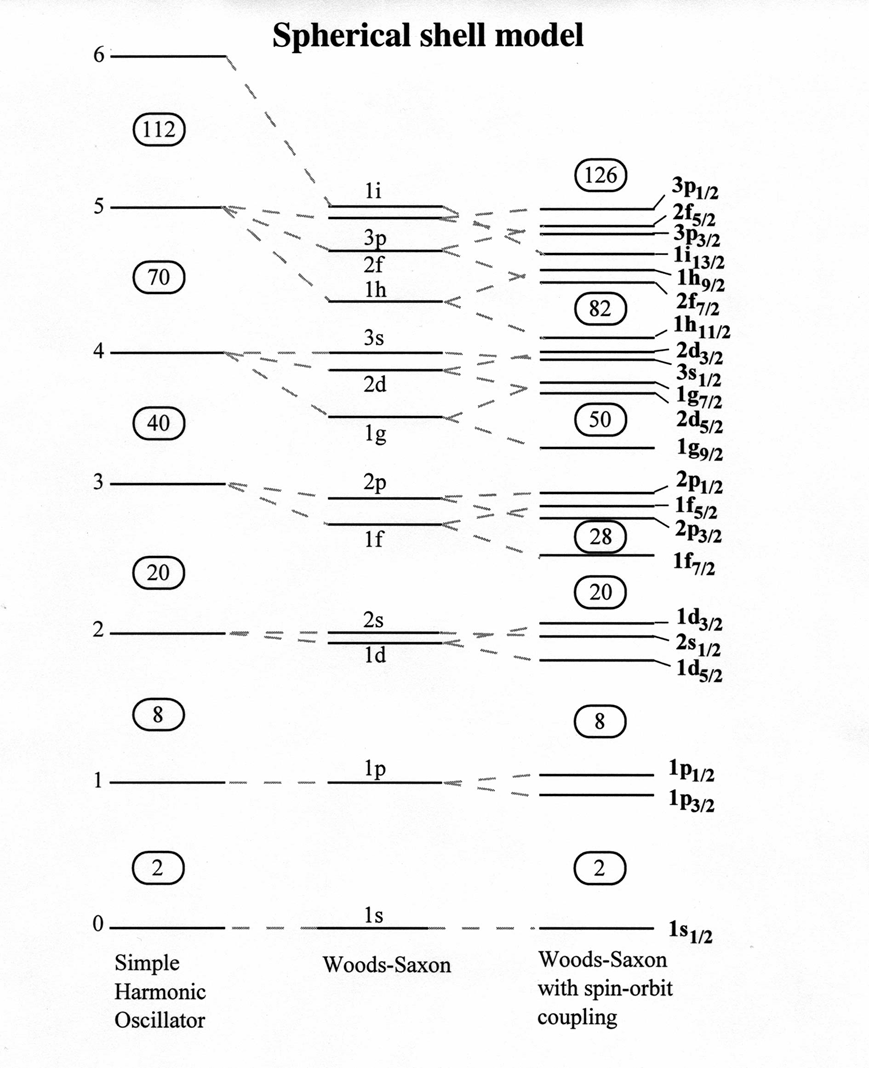 Spherical shell model
6
112
5
70
4
40
3
20
2
8
1
2
0
Simple
Harmonic
Oscillator
1i
3p
2f
1h
3s
2d
1g
2p
1f
2s
1d
1p
1s
Woods-Saxon
126
3p1/2
2f5/2
3p3/2
1i13/2
1h9/2
2f7/2
82
1h11/2
2d3/2
3s1/2
1g7/2
2d5/2
50
1g9/2
2p1/2
1f5/2
2p3/2
28
1f7/2
20
1d3/2
2s1/2
1d5/2
8
1p1/2
1p3/2
2
1s1/2
Woods-Saxon
with spin-orbit
coupling